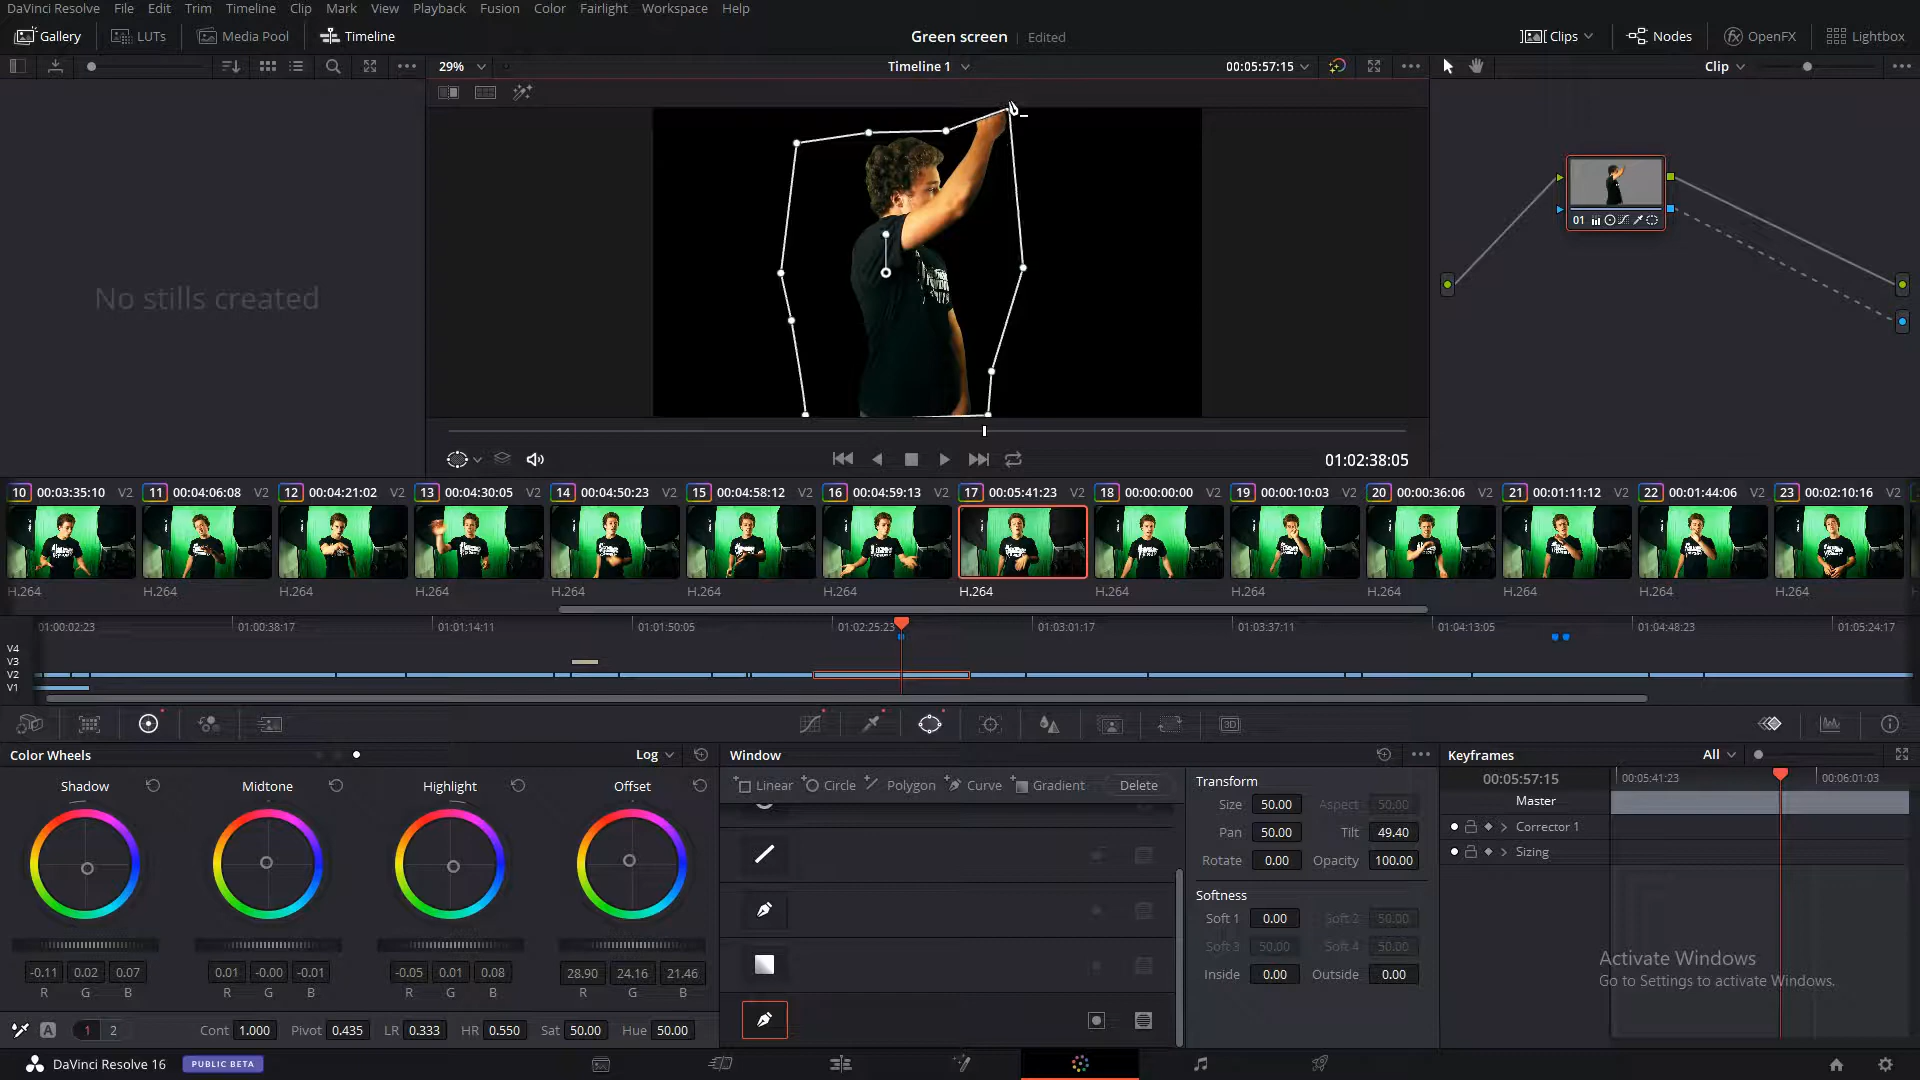 DaVinci Resolve File Edit Trim Timeline Clip Mark View Playback Fusion Color Fairlight Workspace Help
Gallery LUTs Media Pool Timeline Green screen Edited Clips Nodes OpenFX Lightbox
29% Timeline 1 00:05:57:15 Clip
No stills created
01
01:02:38:05
10 00:03:35:10 V2 11 00:04:06:08 V2 12 00:04:21:02 V2 13 00:04:30:05 V2 14 00:04:50:23 V2 15 00:04:58:12 V2 16 00:04:59:13 V2 17 00:05:41:23 V2 18 00:00:00:00 V2 19 00:00:10:03 V2 20 00:00:36:06 V2 21 00:01:11:12 V2 22 00:01:44:06 V2 23 00:02:10:16 V2
H.264 H.264 H.264 H.264 H.264 H.264 H.264 H.264 H.264 H.264 H.264 H.264 H.264 H.264
01:00:02:23 01:00:38:17 01:01:14:11 01:01:50:05 01:02:25:23 01:03:01:17 01:03:37:11 01:04:13:05 01:04:48:23 01:05:24:17
V4
V3
V2
V1
3D
Color Wheels Log Window Keyframes All
Shadow Midtone Highlight Offset
-0.11 0.02 0.07 0.01 -0.00 -0.01 -0.05 0.01 0.08 28.90 24.16 21.46
R G B R G B R G B R G B
A 1 2 Cont 1.000 Pivot 0.435 LR 0.333 HR 0.550 Sat 50.00 Hue 50.00
Linear Circle Polygon Curve Gradient Delete
Transform
Size 50.00 Aspect 50.00
Pan 50.00 Tilt 49.40
Rotate 0.00 Opacity 100.00
Softness
Soft 1 0.00 Soft 2 50.00
Soft 3 50.00 Soft 4 50.00
Inside 0.00 Outside 0.00
00:05:57:15 00:05:41:23 00:06:01:03
Master
Corrector 1
Sizing
Activate Windows
Go to Settings to activate Windows.
DaVinci Resolve 16 PUBLIC BETA